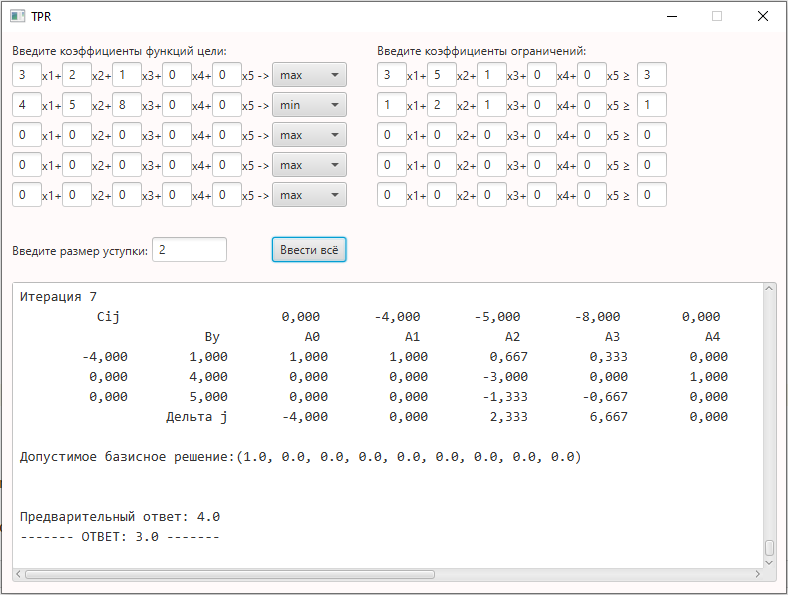 TPR
Введите коэффициенты функций цели:
3 x1+ 2 x2+ 1 x3+ 0 x4+ 0 x5 -> max
4 x1+ 5 x2+ 8 x3+ 0 x4+ 0 x5 -> min
0 x1+ 0 x2+ 0 x3+ 0 x4+ 0 x5 -> max
0 x1+ 0 x2+ 0 x3+ 0 x4+ 0 x5 -> max
0 x1+ 0 x2+ 0 x3+ 0 x4+ 0 x5 -> max
Введите коэффициенты ограничений:
3 x1+ 5 x2+ 1 x3+ 0 x4+ 0 x5 ≥ 3
1 x1+ 2 x2+ 1 x3+ 0 x4+ 0 x5 ≥ 1
0 x1+ 0 x2+ 0 x3+ 0 x4+ 0 x5 ≥ 0
0 x1+ 0 x2+ 0 x3+ 0 x4+ 0 x5 ≥ 0
0 x1+ 0 x2+ 0 x3+ 0 x4+ 0 x5 ≥ 0
Введите размер уступки: 2 Ввести всё
Итерация 7
Cij 0,000 -4,000 -5,000 -8,000 0,000
By A0 A1 A2 A3 A4
-4,000 1,000 1,000 1,000 0,667 0,333 0,000
0,000 4,000 0,000 0,000 -3,000 0,000 1,000
0,000 5,000 0,000 0,000 -1,333 -0,667 0,000
Дельта j -4,000 0,000 2,333 6,667 0,000
Допустимое базисное решение:(1.0, 0.0, 0.0, 0.0, 0.0, 0.0, 0.0, 0.0, 0.0)
Предварительный ответ: 4.0
------- ОТВЕТ: 3.0 -------